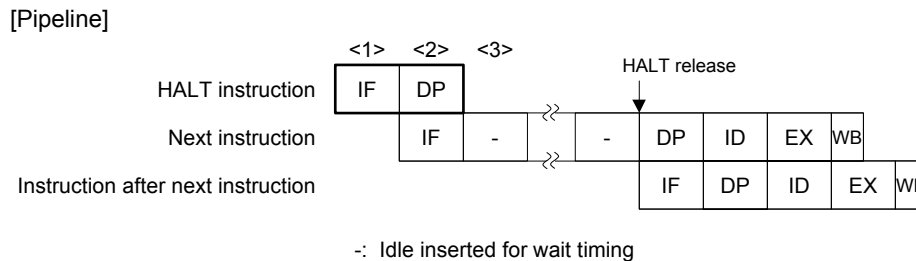 [Pipeline]
<1> <2> <3>
HALT release
HALT instruction IF DP
Next instruction IF - - DP ID EX WB
Instruction after next instruction IF DP ID EX
-: Idle inserted for wait timing